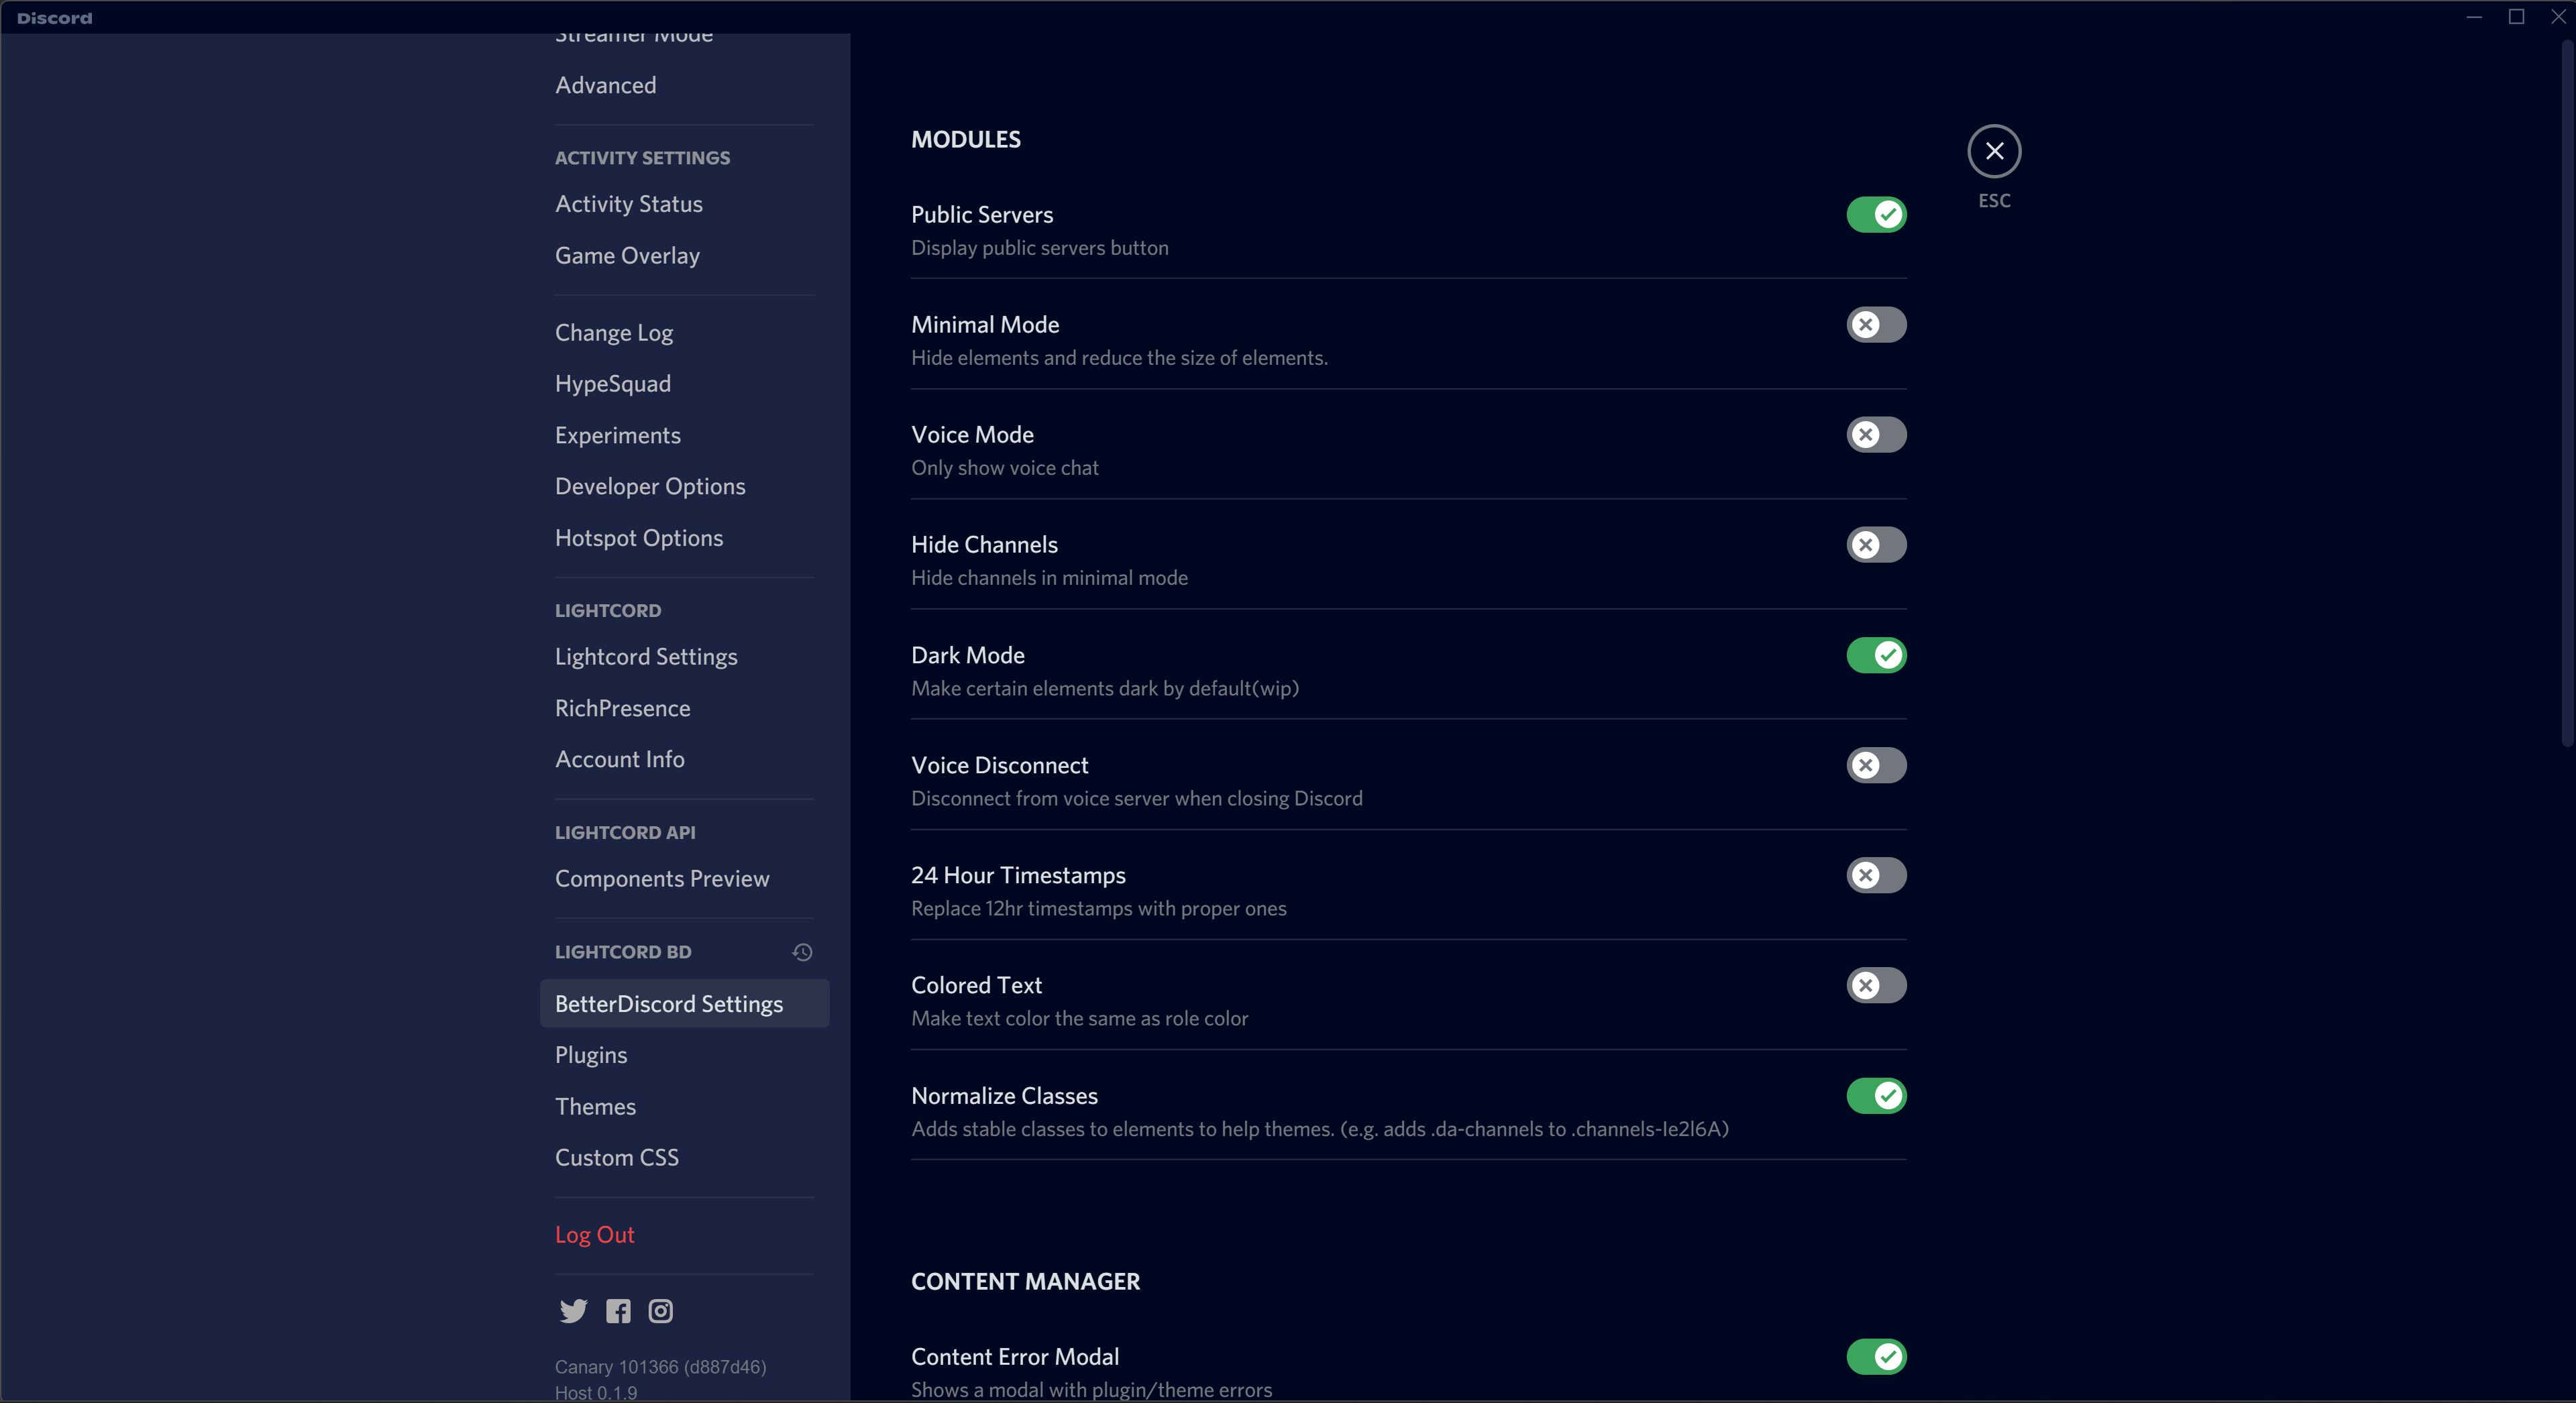 Discord
Streamer Mode
Advanced
ACTIVITY SETTINGS
Activity Status
Game Overlay
Change Log
HypeSquad
Experiments
Developer Options
Hotspot Options
LIGHTCORD
Lightcord Settings
RichPresence
Account Info
LIGHTCORD API
Components Preview
LIGHTCORD BD
BetterDiscord Settings
Plugins
Themes
Custom CSS
Log Out
Canary 101366 (d887d46)
Host 0.1.9
MODULES
Public Servers
Display public servers button
Minimal Mode
Hide elements and reduce the size of elements.
Voice Mode
Only show voice chat
Hide Channels
Hide channels in minimal mode
Dark Mode
Make certain elements dark by default(wip)
Voice Disconnect
Disconnect from voice server when closing Discord
24 Hour Timestamps
Replace 12hr timestamps with proper ones
Colored Text
Make text color the same as role color
Normalize Classes
Adds stable classes to elements to help themes. (e.g. adds .da-channels to .channels-Ie2l6A)
CONTENT MANAGER
Content Error Modal
Shows a modal with plugin/theme errors
ESC